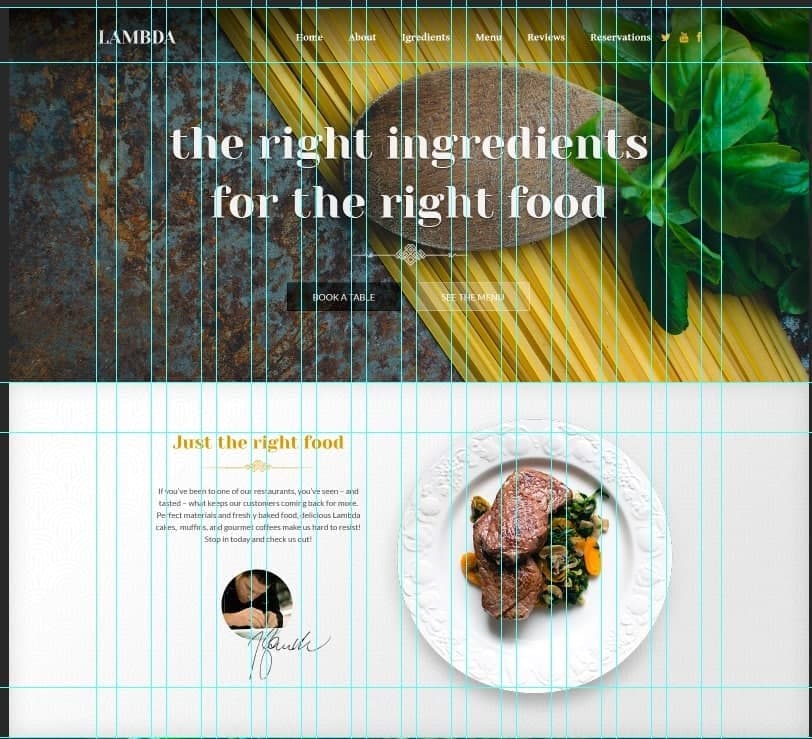 LAMBDA
Home About Igredients Menu Reviews Reservations
the right ingredients
for the right food
BOOK A TABLE SEE THE MENU
Just the right food
If you've been to one of our restaurants, you've seen – and
tasted – what keeps our customers coming back for more.
Perfect materials and freshly baked food, delicious Lambda
cakes, muffins, and gourmet coffees make us hard to resist!
Stop in today and check us out!